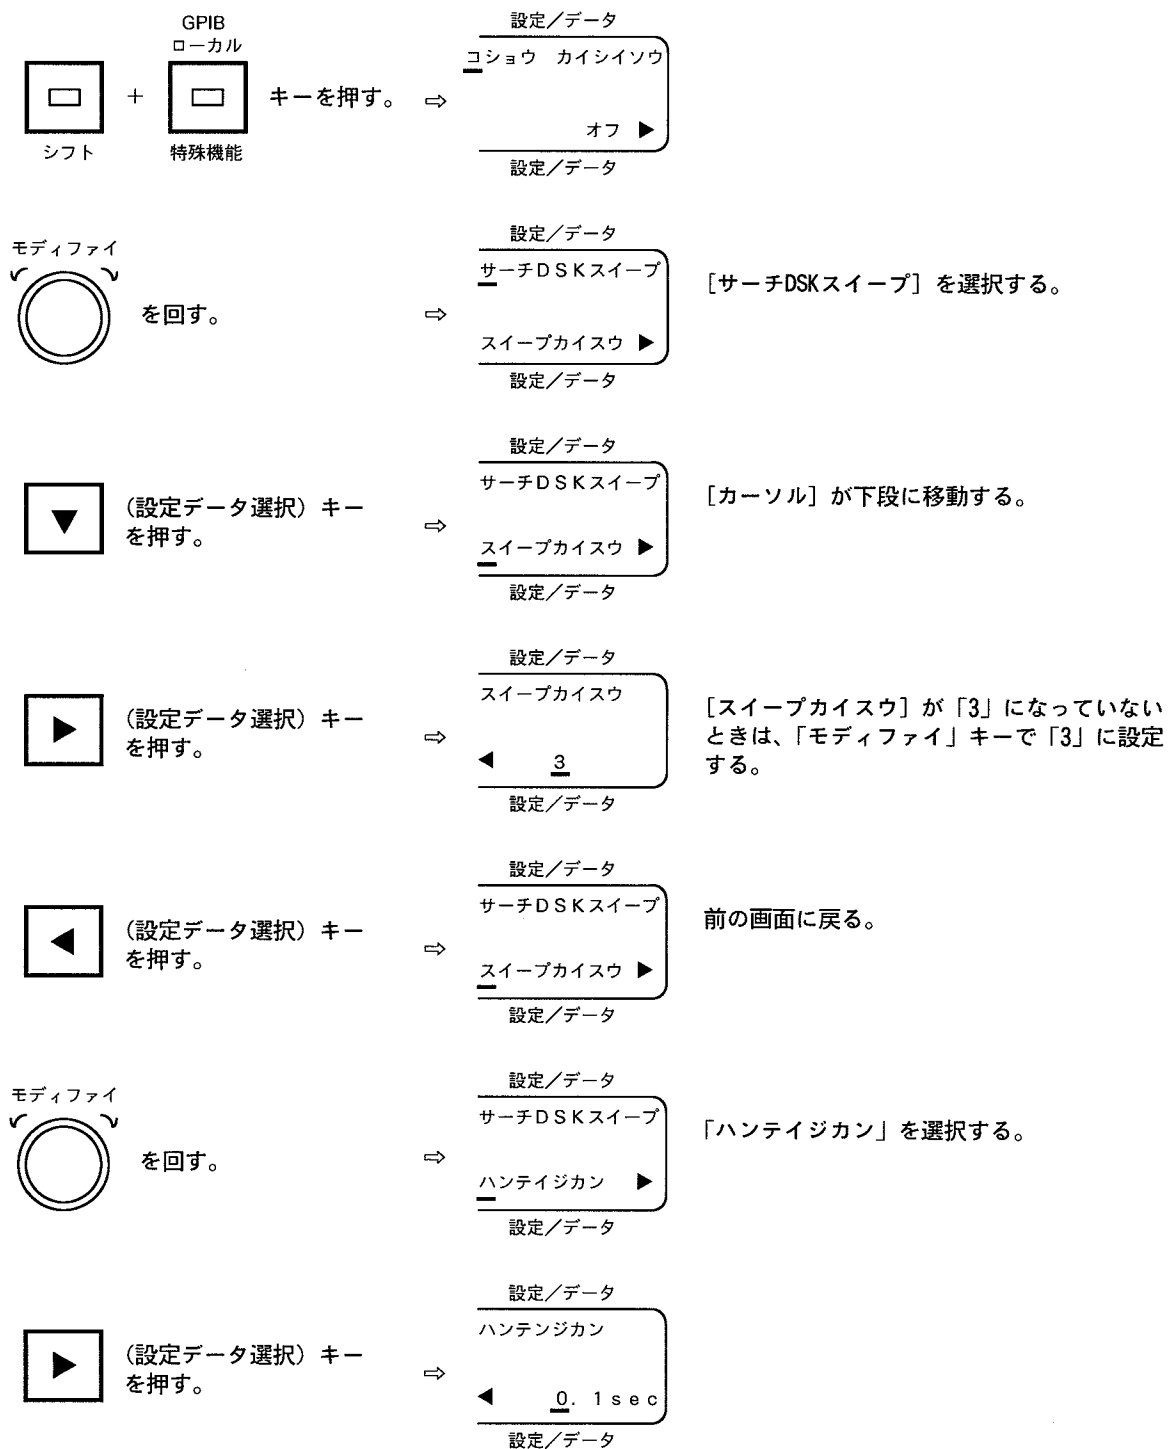 GPIB
ローカル
シフト
+
特殊機能
キーを押す。
⇨
設定／データ
コショウ カイシイソウ
オフ ▶
設定／データ
モディファイ
を回す。
⇨
設定／データ
サーチDSKスイープ
スイープカイスウ ▶
設定／データ
[サーチDSKスイープ] を選択する。
▼
(設定データ選択) キー
を押す。
⇨
設定／データ
サーチDSKスイープ
スイープカイスウ ▶
設定／データ
[カーソル] が下段に移動する。
▶
(設定データ選択) キー
を押す。
⇨
設定／データ
スイープカイスウ
◀ 3
設定／データ
[スイープカイスウ] が「3」になっていない
ときは、「モディファイ」キーで「3」に設定
する。
◀
(設定データ選択) キー
を押す。
⇨
設定／データ
サーチDSKスイープ
スイープカイスウ ▶
設定／データ
前の画面に戻る。
モディファイ
を回す。
⇨
設定／データ
サーチDSKスイープ
ハンテイジカン ▶
設定／データ
「ハンテイジカン」を選択する。
▶
(設定データ選択) キー
を押す。
⇨
設定／データ
ハンテンジカン
◀ 0. 1sec
設定／データ